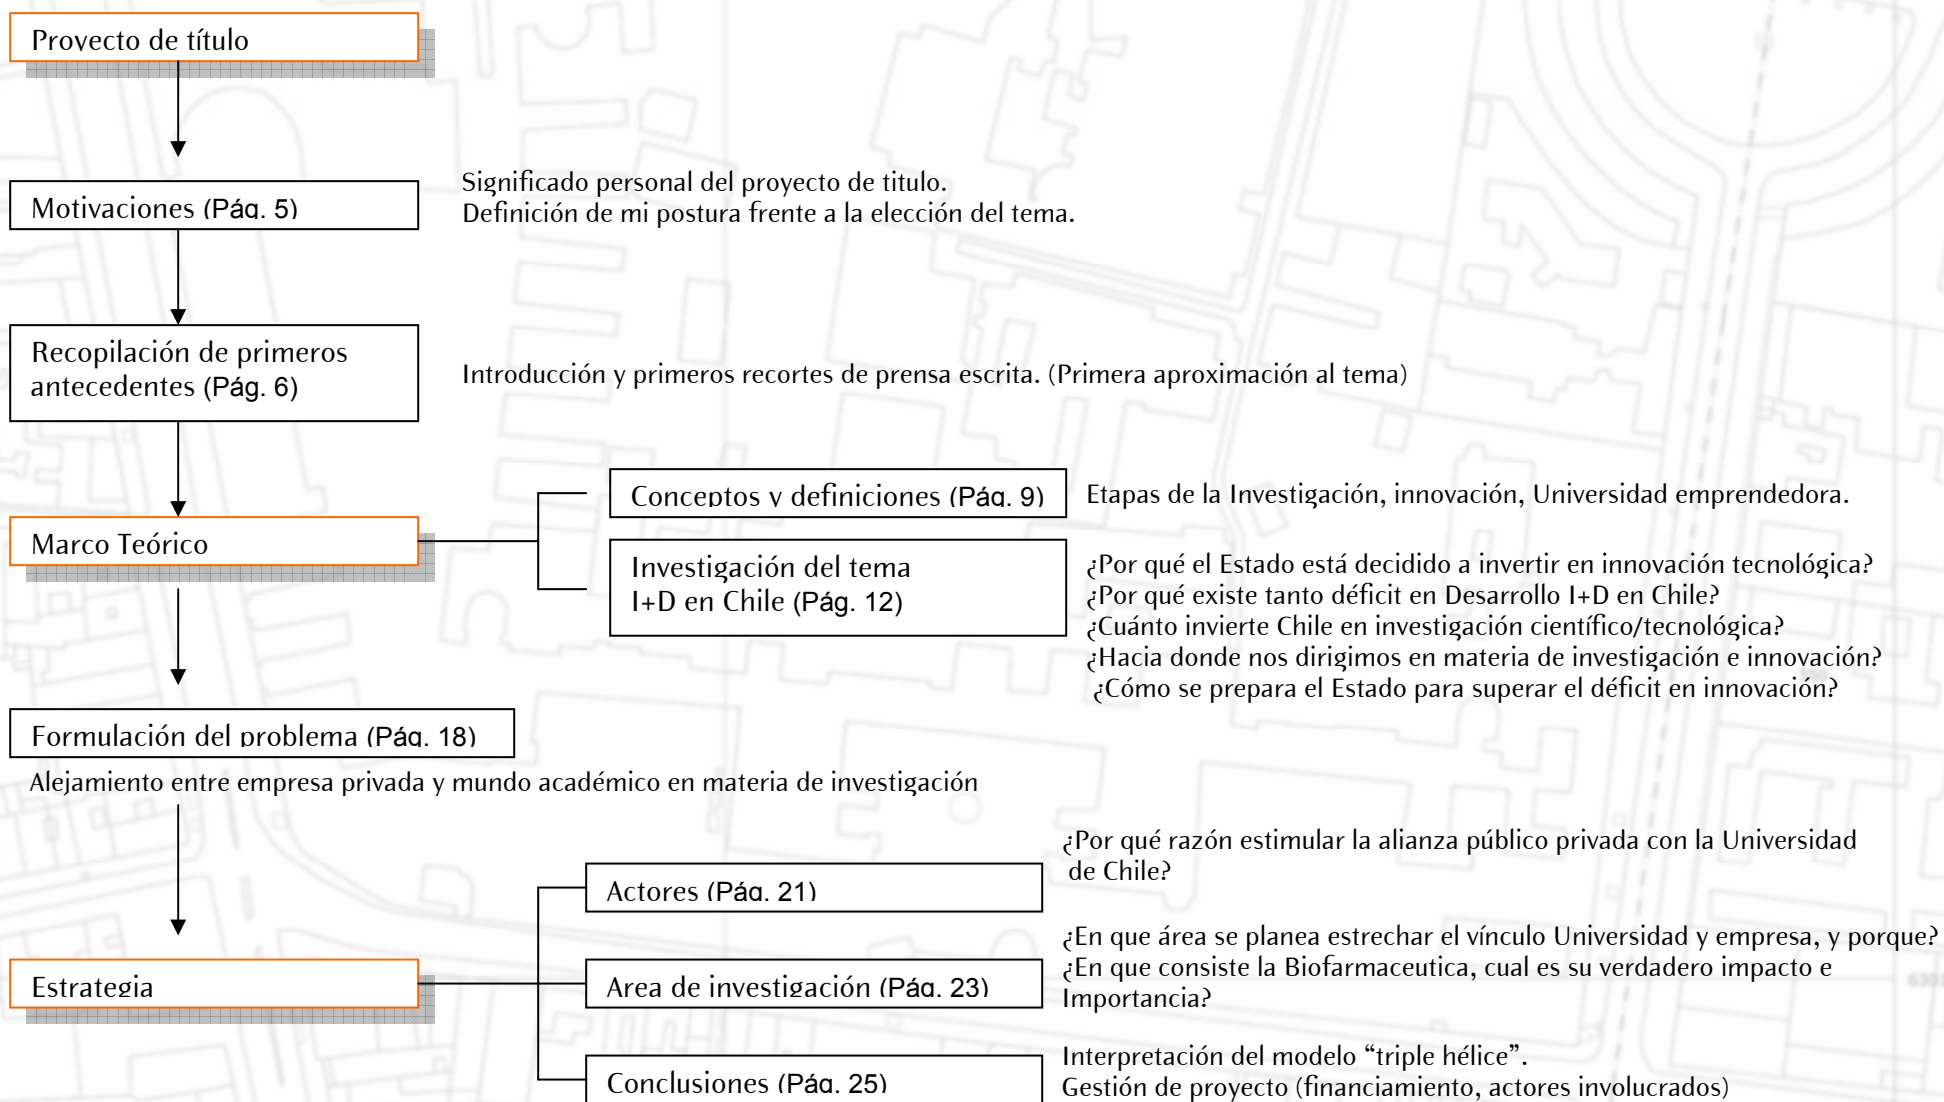 Proyecto de título
Motivaciones (Pág. 5)
Significado personal del proyecto de titulo.
Definición de mi postura frente a la elección del tema.
Recopilación de primeros
antecedentes (Pág. 6)
Introducción y primeros recortes de prensa escrita. (Primera aproximación al tema)
Marco Teórico
Conceptos y definiciones (Pág. 9)
Etapas de la Investigación, innovación, Universidad emprendedora.
Investigación del tema
I+D en Chile (Pág. 12)
¿Por qué el Estado está decidido a invertir en innovación tecnológica?
¿Por qué existe tanto déficit en Desarrollo I+D en Chile?
¿Cuánto invierte Chile en investigación científico/tecnológica?
¿Hacia donde nos dirigimos en materia de investigación e innovación?
¿Cómo se prepara el Estado para superar el déficit en innovación?
Formulación del problema (Pág. 18)
Alejamiento entre empresa privada y mundo académico en materia de investigación
Estrategia
Actores (Pág. 21)
¿Por qué razón estimular la alianza público privada con la Universidad
de Chile?
Area de investigación (Pág. 23)
¿En que área se planea estrechar el vínculo Universidad y empresa, y porque?
¿En que consiste la Biofarmaceutica, cual es su verdadero impacto e
Importancia?
Conclusiones (Pág. 25)
Interpretación del modelo “triple hélice”.
Gestión de proyecto (financiamiento, actores involucrados)